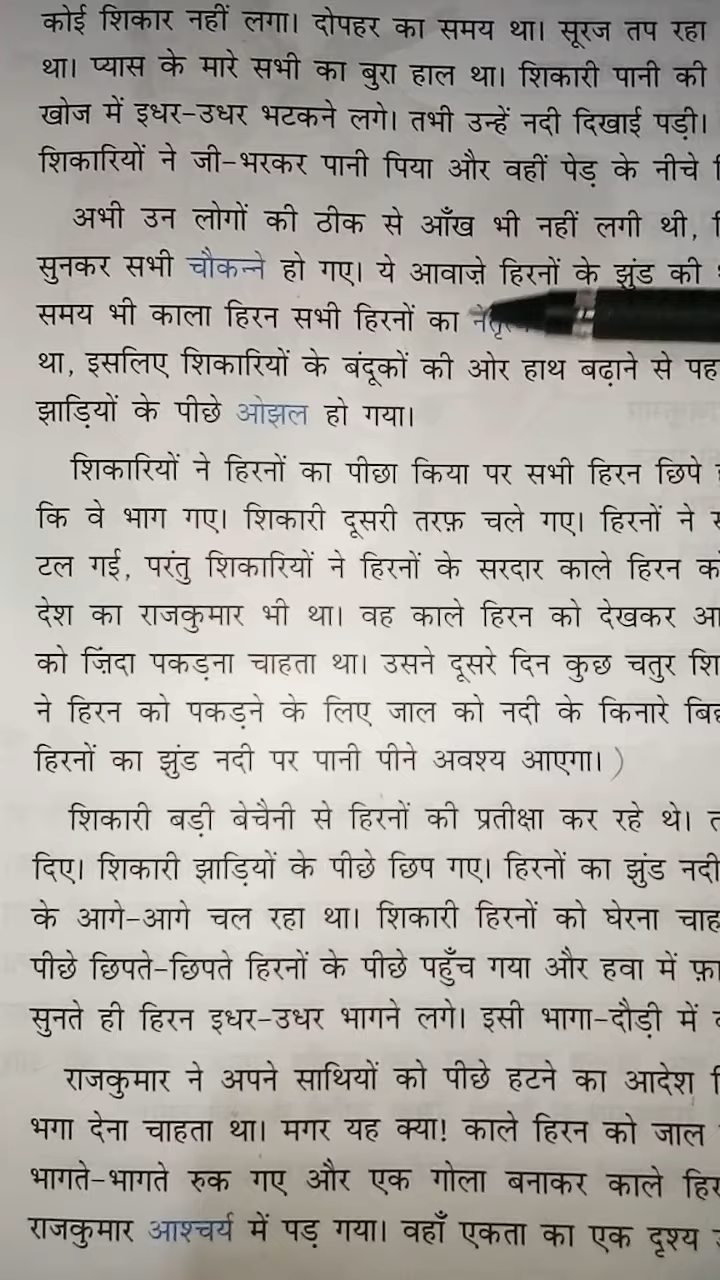 कोई शिकार नहीं लगा। दोपहर का समय था। सूरज तप रहा
था। प्यास के मारे सभी का बुरा हाल था। शिकारी पानी की
खोज में इधर-उधर भटकने लगे। तभी उन्हें नदी दिखाई पड़ी।
शिकारियों ने जी-भरकर पानी पिया और वहीं पेड़ के नीचे
अभी उन लोगों की ठीक से आँख भी नहीं लगी थी,
सुनकर सभी चौकन्ने हो गए। ये आवाज़े हिरनों के झुंड की
समय भी काला हिरन सभी हिरनों का
था, इसलिए शिकारियों के बंदूकों की ओर हाथ बढ़ाने से पह
झाड़ियों के पीछे ओझल हो गया।
शिकारियों ने हिरनों का पीछा किया पर सभी हिरन छिपे
कि वे भाग गए। शिकारी दूसरी तरफ़ चले गए। हिरनों ने
टल गई, परंतु शिकारियों ने हिरनों के सरदार काले हिरन
देश का राजकुमार भी था। वह काले हिरन को देखकर आ
को ज़िंदा पकड़ना चाहता था। उसने दूसरे दिन कुछ चतुर शि
ने हिरन को पकड़ने के लिए जाल को नदी के किनारे
हिरनों का झुंड नदी पर पानी पीने अवश्य आएगा। )
शिकारी बड़ी बेचैनी से हिरनों की प्रतीक्षा कर रहे थे।
दिए। शिकारी झाड़ियों के पीछे छिप गए। हिरनों का झुंड नदी
के आगे-आगे चल रहा था। शिकारी हिरनों को घेरना चाह
पीछे छिपते-छिपते हिरनों के पीछे पहुँच गया और हवा में फ़ा
सुनते ही हिरन इधर-उधर भागने लगे। इसी भागा-दौड़ी में
राजकुमार ने अपने साथियों को पीछे हटने का आदेश
भगा देना चाहता था। मगर यह क्या! काले हिरन को जाल
भागते-भागते रुक गए और एक गोला बनाकर काले हिर
राजकुमार आश्चर्य में पड़ गया। वहाँ एकता का एक दृश्य